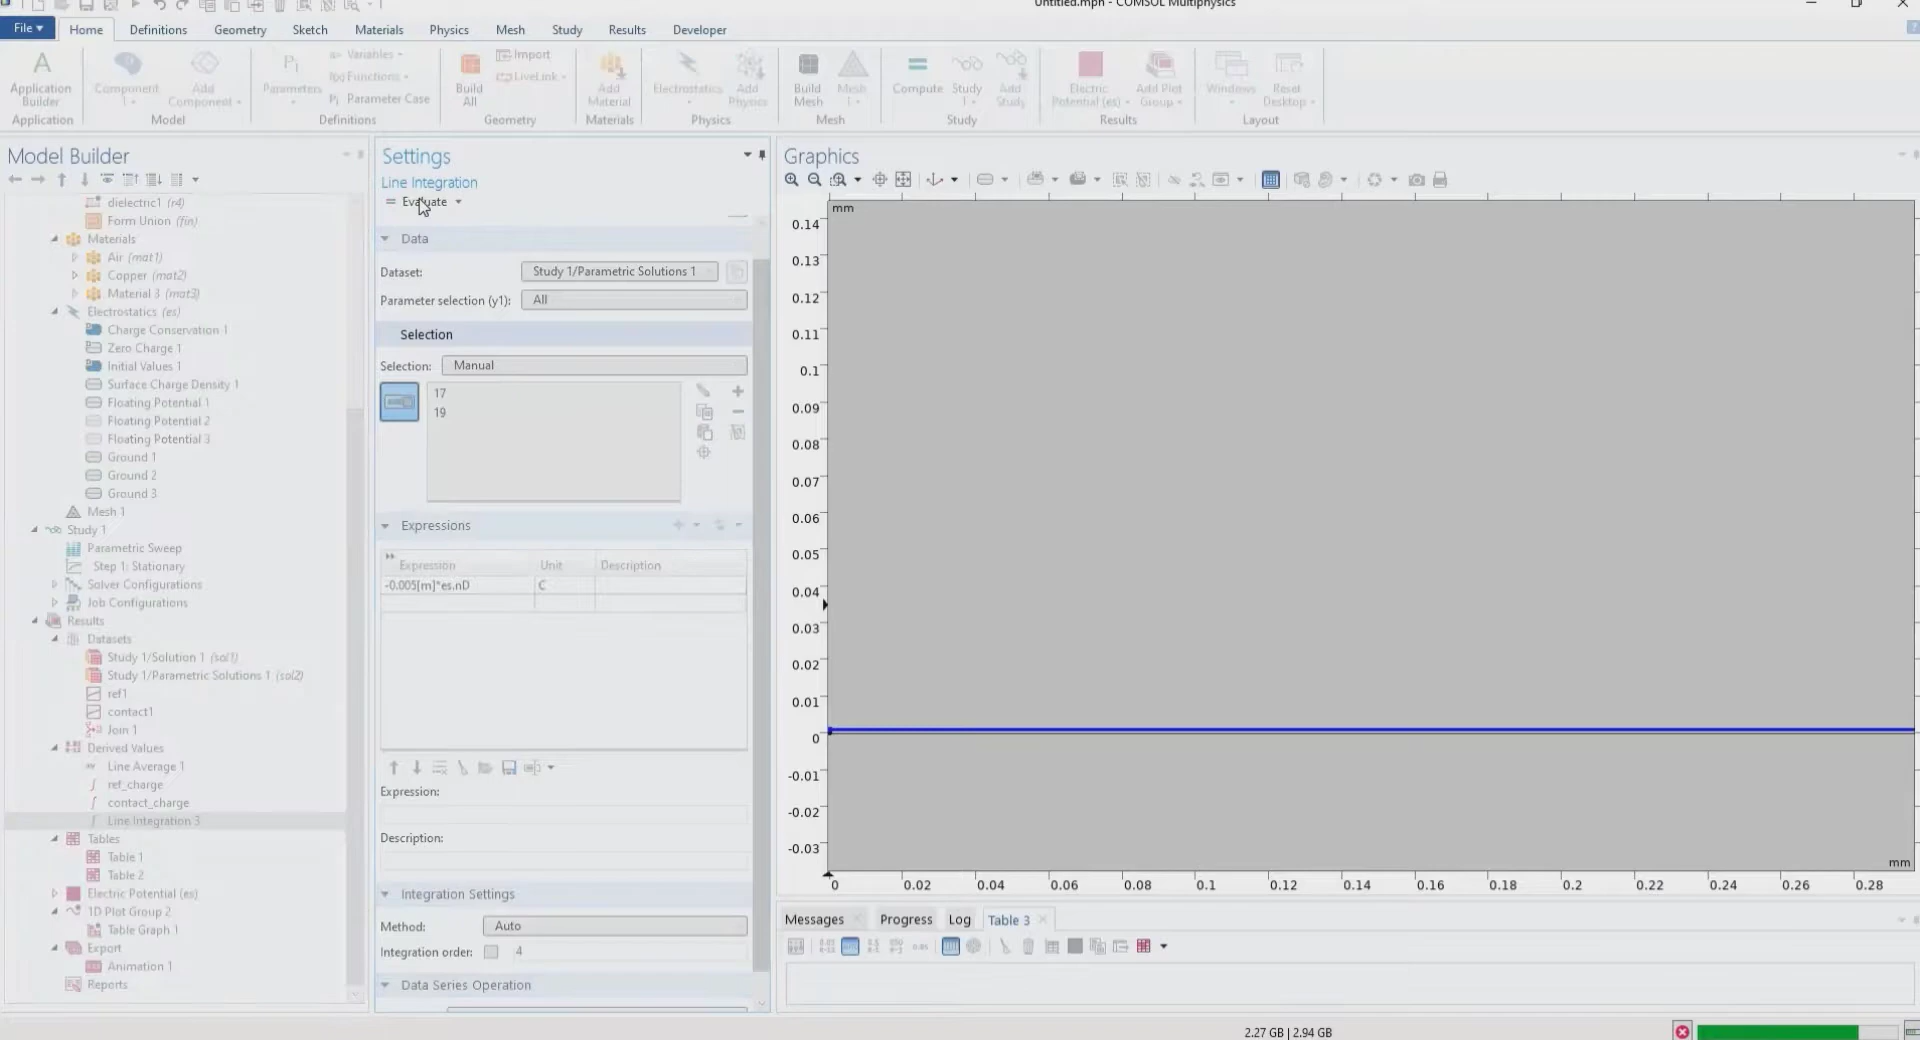 Untitled.mph - COMSOL Multiphysics
File Home Definitions Geometry Sketch Materials Physics Mesh Study Results Developer
Application Builder
Component 1
Add Component
Parameters
Variables
Functions
Parameter Case
Build All
Import
LiveLink
Add Material
Electrostatics
Add Physics
Build Mesh
Mesh 1
Compute
Study 1
Add Study
Electric Potential (es)
Add Plot Group
Windows
Reset Desktop
Application Model Definitions Geometry Materials Physics Mesh Study Results Layout
Model Builder
dielectric1 (r4)
Form Union (fin)
Materials
Air (mat1)
Copper (mat2)
Material 3 (mat3)
Electrostatics (es)
Charge Conservation 1
Zero Charge 1
Initial Values 1
Surface Charge Density 1
Floating Potential 1
Floating Potential 2
Floating Potential 3
Ground 1
Ground 2
Ground 3
Mesh 1
Study 1
Parametric Sweep
Step 1: Stationary
Solver Configurations
Job Configurations
Results
Datasets
Study 1/Solution 1 (sol1)
Study 1/Parametric Solutions 1 (sol2)
ref1
contact1
Join 1
Derived Values
Line Average 1
ref_charge
contact_charge
Line Integration 3
Tables
Table 1
Table 2
Electric Potential (es)
1D Plot Group 2
Table Graph 1
Export
Animation 1
Reports
Settings
Line Integration
= Evaluate
Data
Dataset: Study 1/Parametric Solutions 1
Parameter selection (y1): All
Selection
Selection: Manual
17
19
Expressions
Expression Unit Description
-0.005[m]*es.nD C
Expression:
Description:
Integration Settings
Method: Auto
Integration order: 4
Data Series Operation
Graphics
mm
0.14
0.13
0.12
0.11
0.1
0.09
0.08
0.07
0.06
0.05
0.04
0.03
0.02
0.01
0
-0.01
-0.02
-0.03
mm
0 0.02 0.04 0.06 0.08 0.1 0.12 0.14 0.16 0.18 0.2 0.22 0.24 0.26 0.28
Messages Progress Log Table 3
2.27 GB | 2.94 GB